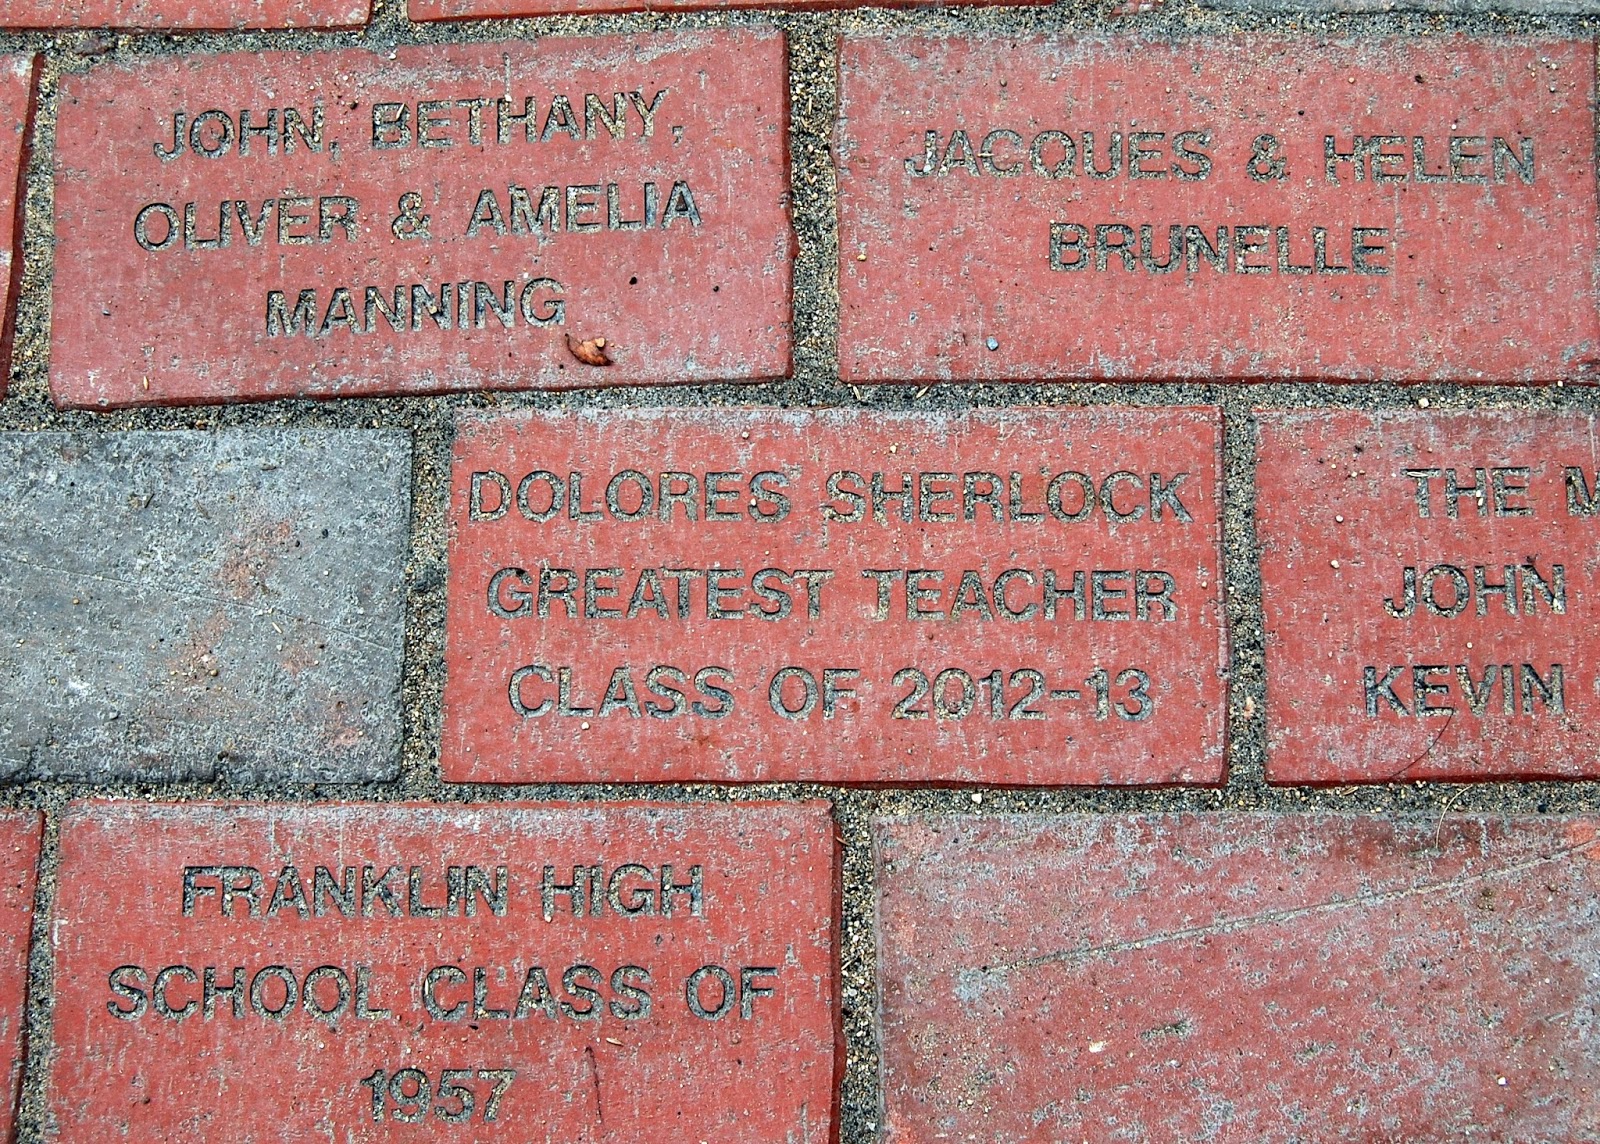 JOHN, BETHANY,
OLIVER & AMELIA
MANNING
JACQUES & HELEN
BRUNELLE
DOLORES SHERLOCK
GREATEST TEACHER
CLASS OF 2012-13
THE
JOHN
KEVIN
FRANKLIN HIGH
SCHOOL CLASS OF
1957